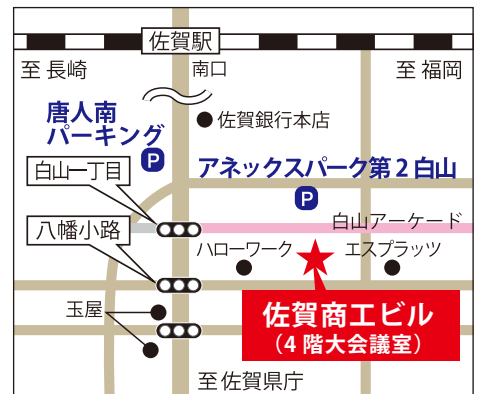 佐賀駅
至 長崎
南口
至 福岡
唐人南
パーキング
P
佐賀銀行本店
白山一丁目
アネックスパーク第2白山
P
白山アーケード
八幡小路
ハローワーク
エスプラッツ
玉屋
佐賀商工ビル
（4階大会議室）
至 佐賀県庁